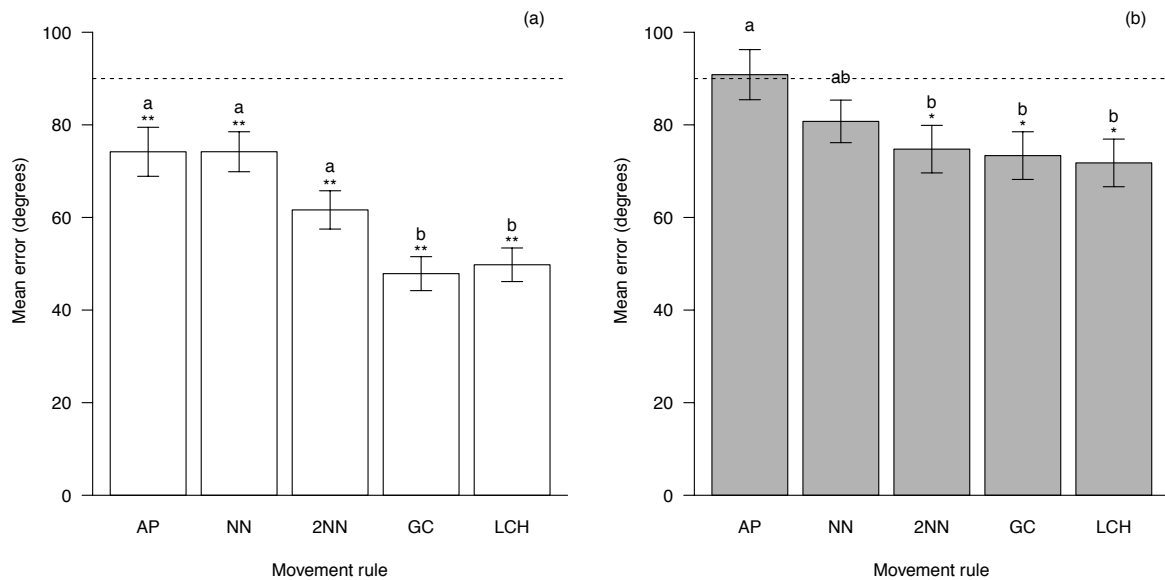 (a)
Mean error (degrees)
100
80
60
40
20
0
a
**
a
**
a
**
b
**
b
**
AP NN 2NN GC LCH
Movement rule
(b)
Mean error (degrees)
100
80
60
40
20
0
a
ab
b
*
b
*
b
*
AP NN 2NN GC LCH
Movement rule